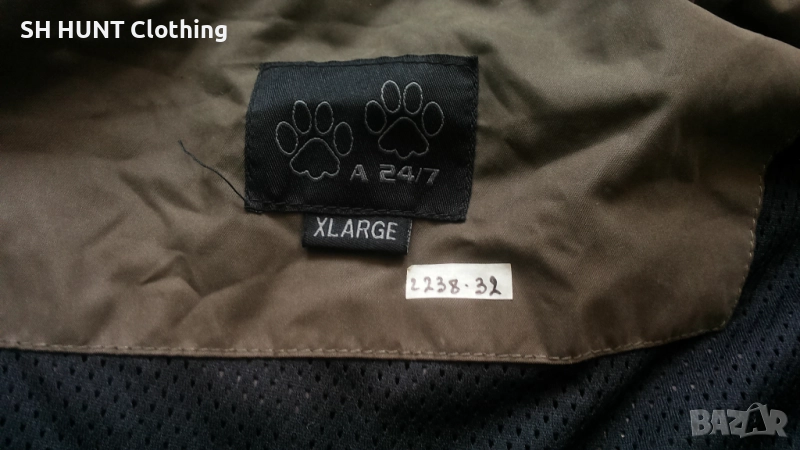 SH HUNT Clothing
A 24/7
XLARGE
2238-32
BAZAR